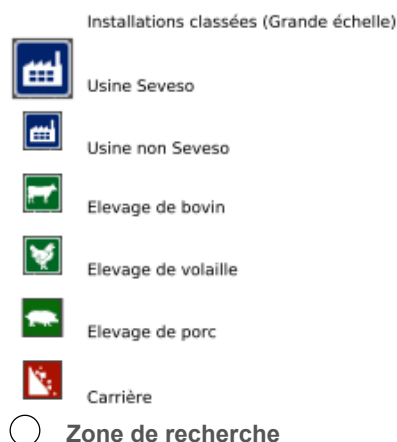 Installations classées (Grande échelle)
Usine Seveso
Usine non Seveso
Elevage de bovin
Elevage de volaille
Elevage de porc
Carrière
Zone de recherche